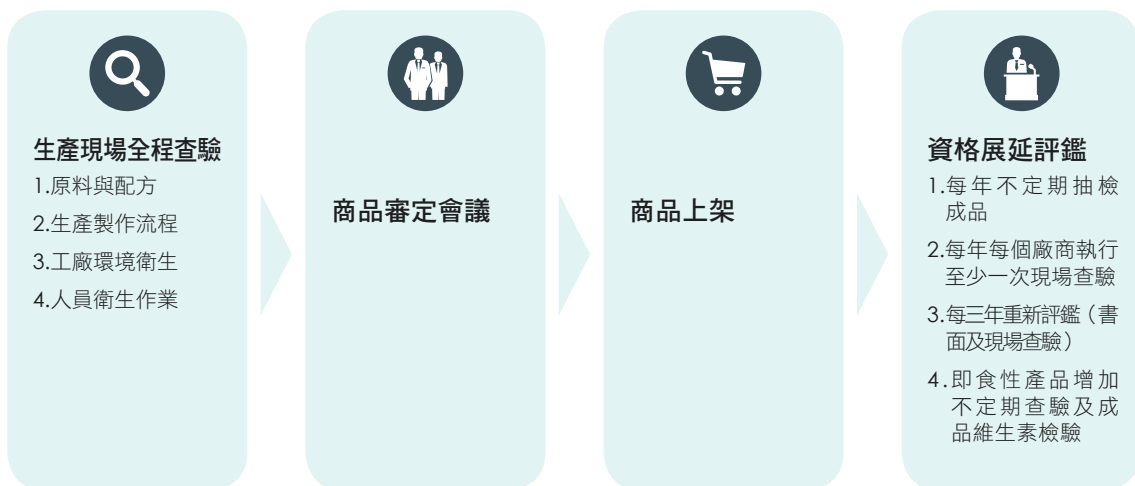 生產現場全程查驗
1.原料與配方
2.生產製作流程
3.工廠環境衛生
4.人員衛生作業
商品審定會議
商品上架
資格展延評鑑
1.每年不定期抽檢
成品
2.每年每個廠商執行
至少一次現場查驗
3.每三年重新評鑑（書
面及現場查驗）
4.即食性產品增加
不定期查驗及成
品維生素檢驗